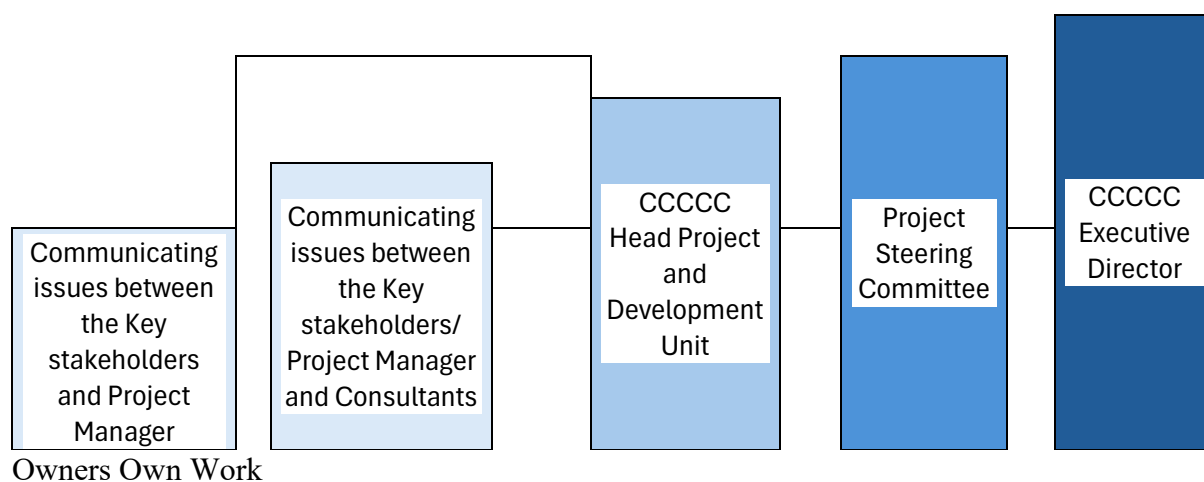 Communicating
issues between
the Key
stakeholders
and Project
Manager
Communicating
issues between
the Key
stakeholders/
Project Manager
and Consultants
CCCCC
Head Project
and
Development
Unit
Project
Steering
Committee
CCCCC
Executive
Director
Owners Own Work